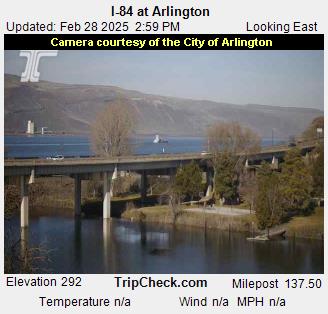 I-84 at Arlington
Updated: Feb 28 2025 2:59 PM Looking East
Camera courtesy of the City of Arlington
Elevation 292 TripCheck.com Milepost 137.50
Temperature n/a Wind n/a MPH n/a